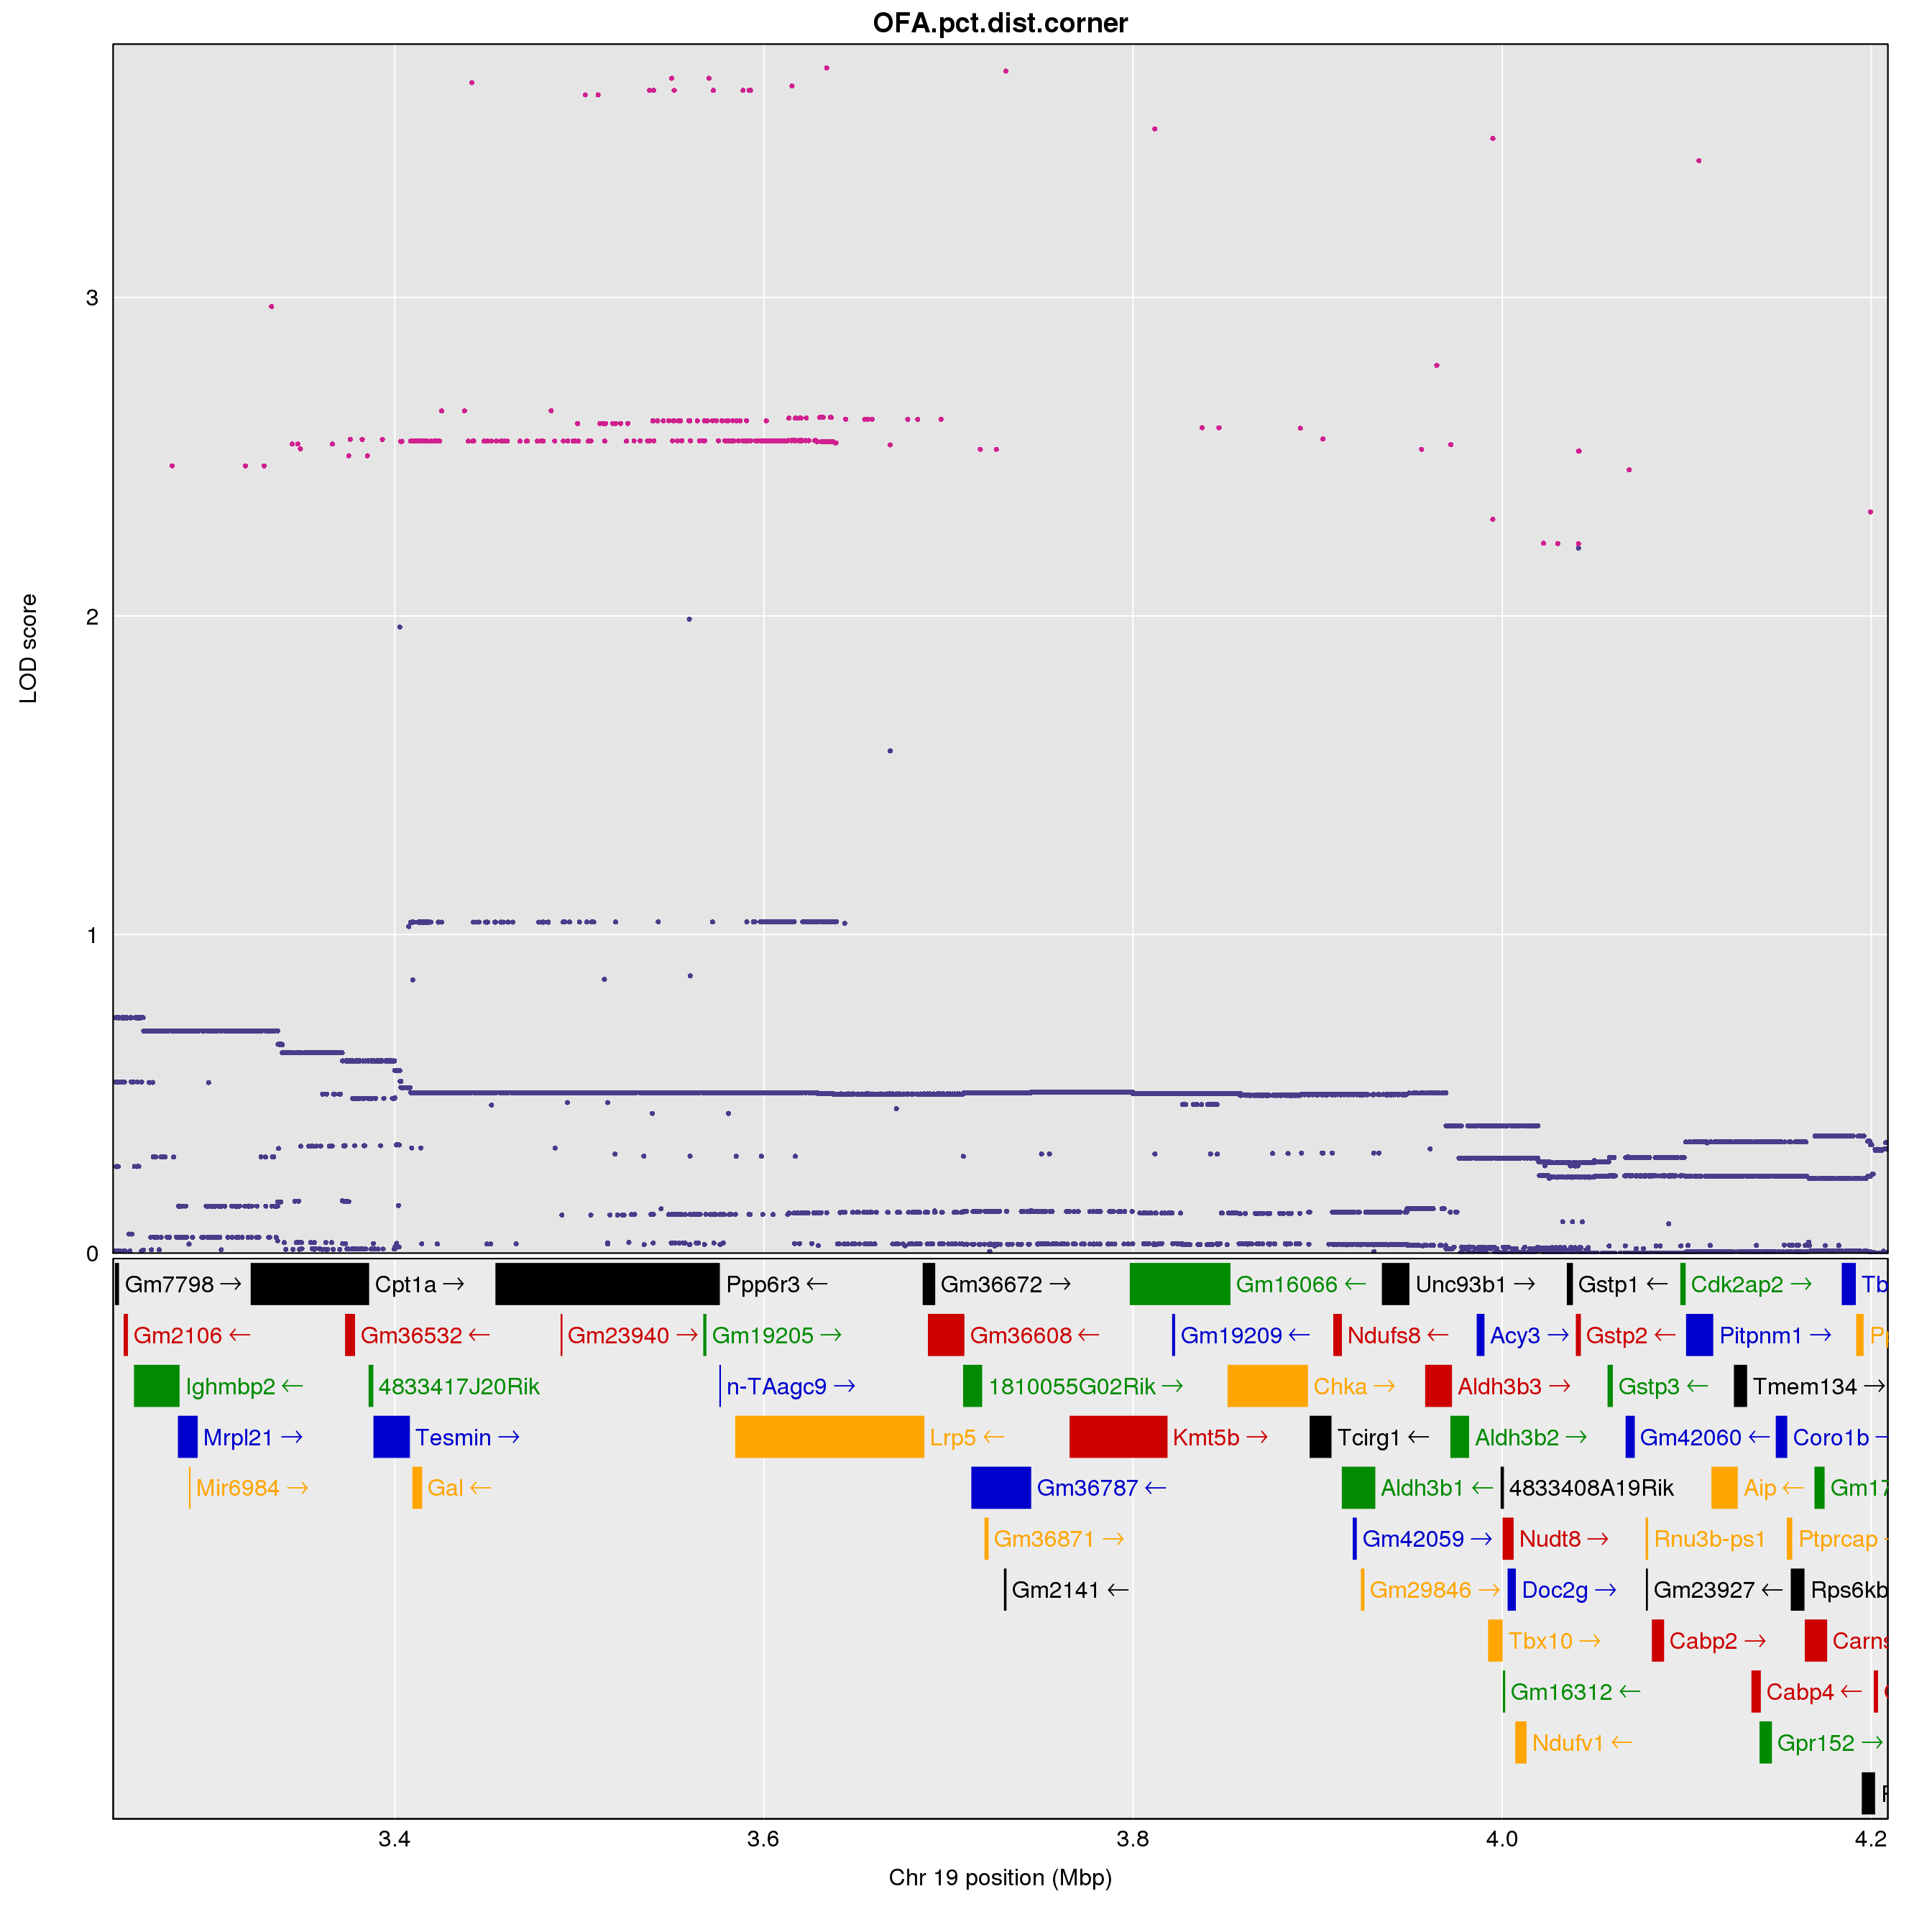 OFA.pct.dist.corner
3
2
1
0
LOD score
Gm7798 → Cpt1a → Ppp6r3 ← Gm36672 → Gm16066 ← Unc93b1 → Gstp1 ← Cdk2ap2 → Tb
Gm2106 ← Gm36532 ← Gm23940 → Gm19205 → Gm36608 ← Gm19209 ← Ndufs8 ← Acy3 → Gstp2 ← Pitpnm1 →
Ighmbp2 ← 4833417J20Rik n-TAagc9 → 1810055G02Rik → Chka → Aldh3b3 → Gstp3 ← Tmem134 →
Mrpl21 → Tesmin → Lrp5 ← Kmt5b → Tcirg1 ← Aldh3b2 → Gm42060 ← Coro1b
Mir6984 → Gal ← Gm36787 ← Aldh3b1 ← 4833408A19Rik Aip ← Gm17
Gm36871 → Gm42059 → Nudt8 → Rnu3b-ps1 Ptprcap
Gm2141 ← Gm29846 → Doc2g → Gm23927 ← Rps6kb
Tbx10 → Cabp2 → Carns
Gm16312 ← Cabp4 ←
Ndufv1 ← Gpr152 →
3.4 3.6 3.8 4.0 4.2
Chr 19 position (Mbp)